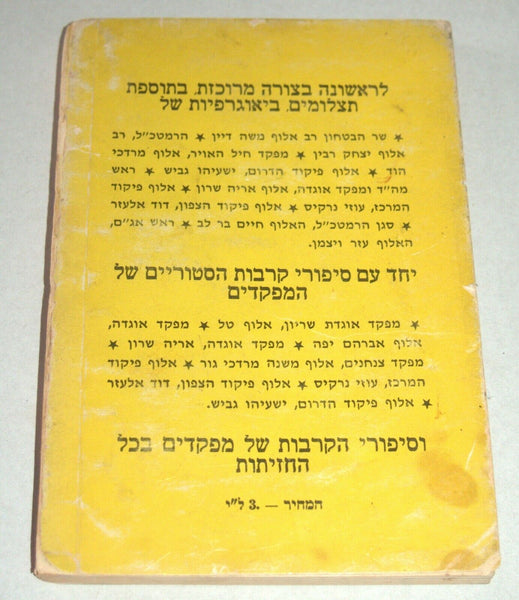 לראשונה בצורה מרוכזת, בתוספת
תצלומים, ביאוגרפיות של
★ שר הבטחון רב אלוף משה דיין ★ הרמטכ״ל, רב
אלוף יצחק רבין ★ מפקד חיל האויר, אלוף מרדכי
הוד ★ אלוף פיקוד הדרום, ישעיהו גביש ★ ראש
מה״ד ומפקד אוגדה, אלוף אריה שרון ★ אלוף פיקוד
המרכז, עוזי נרקיס ★ אלוף פיקוד הצפון, דוד אלעזר
★ סגן הרמטכ״ל, האלוף חיים בר לב ★ ראש אג״ם,
האלוף עזר ויצמן.
יחד עם סיפורי קרבות הסטוריים של
המפקדים
★ מפקד אוגדת שריון, אלוף טל ★ מפקד אוגדה,
אלוף אברהם יפה ★ מפקד אוגדה, אריה שרון ★
מפקד צנחנים, אלוף משנה מרדכי גור ★ אלוף פיקוד
המרכז, עוזי נרקיס ★ אלוף פיקוד הצפון, דוד אלעזר
★ אלוף פיקוד הדרום, ישעיהו גביש.
וסיפורי הקרבות של מפקדים בכל
החזיתות
המחיר — 3. ל״י